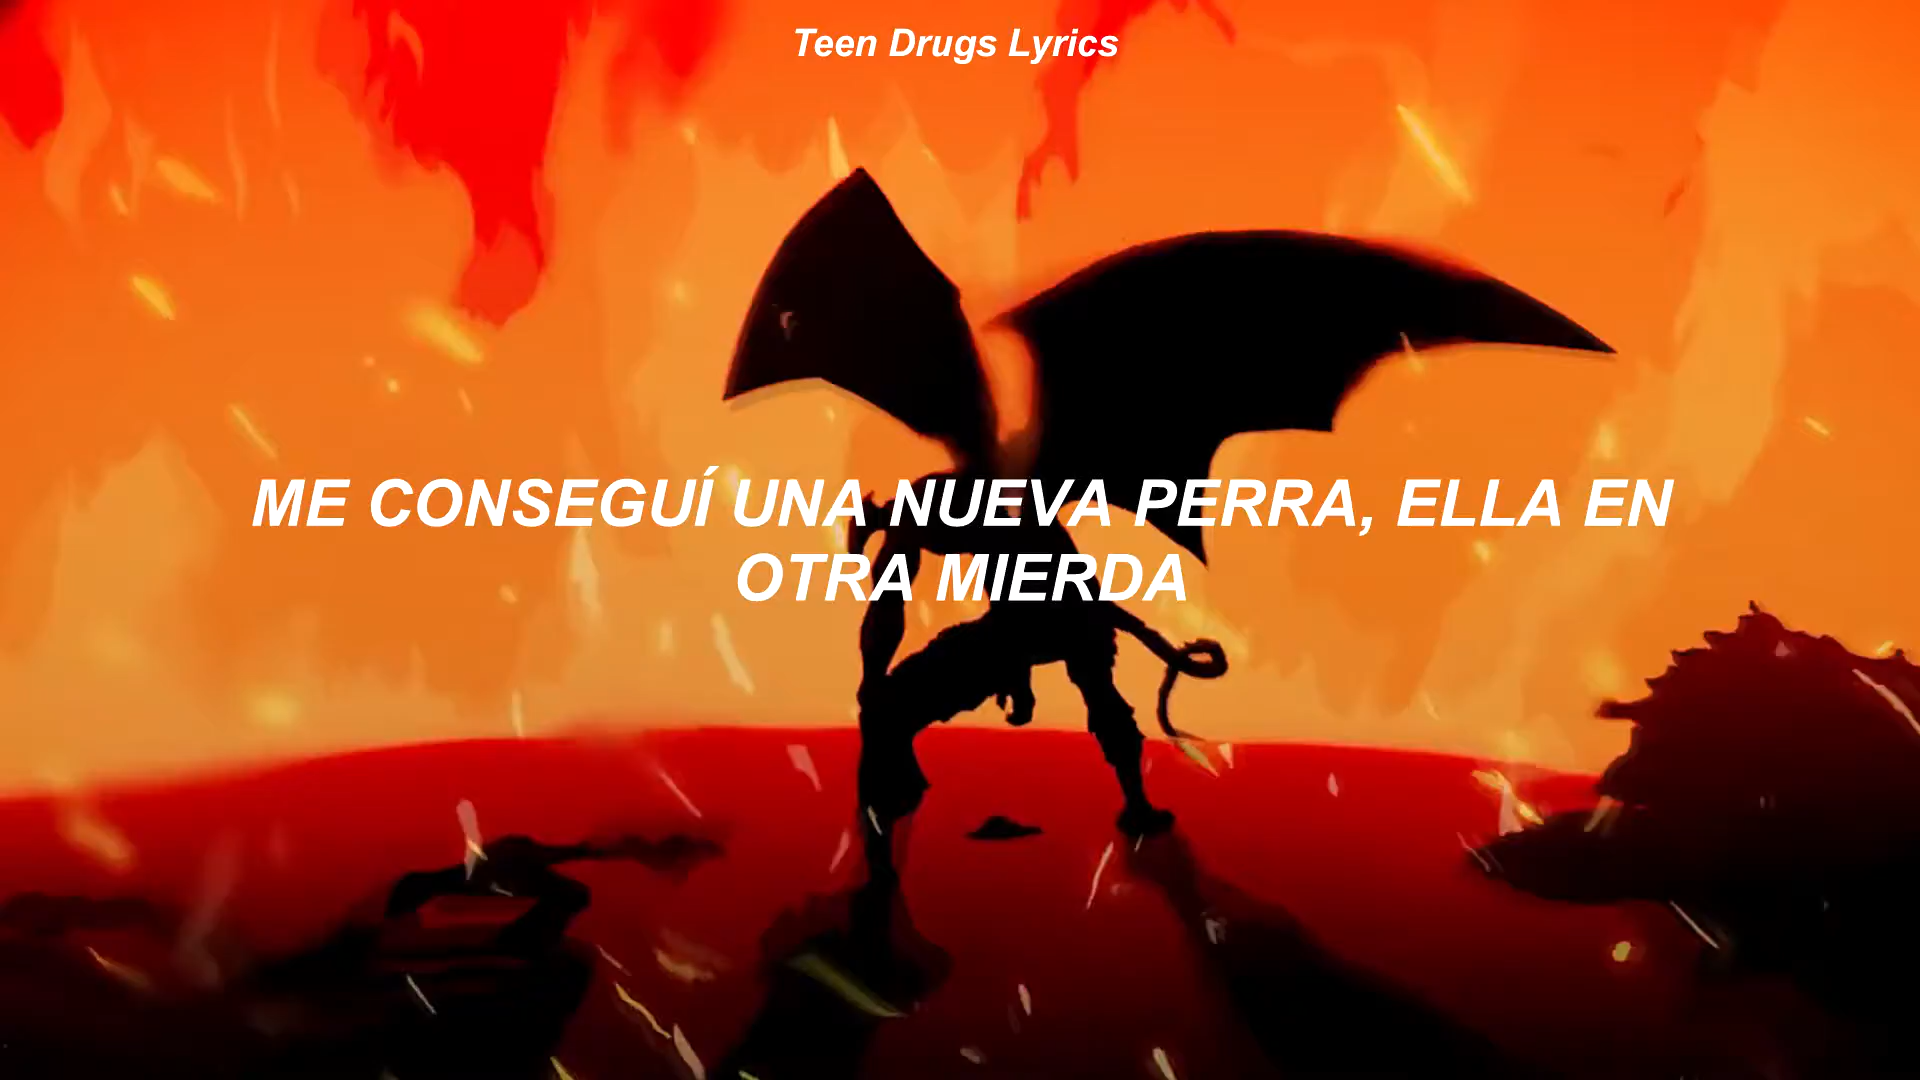 Teen Drugs Lyrics
ME CONSEGUÍ UNA NUEVA PERRA, ELLA EN
OTRA MIERDA